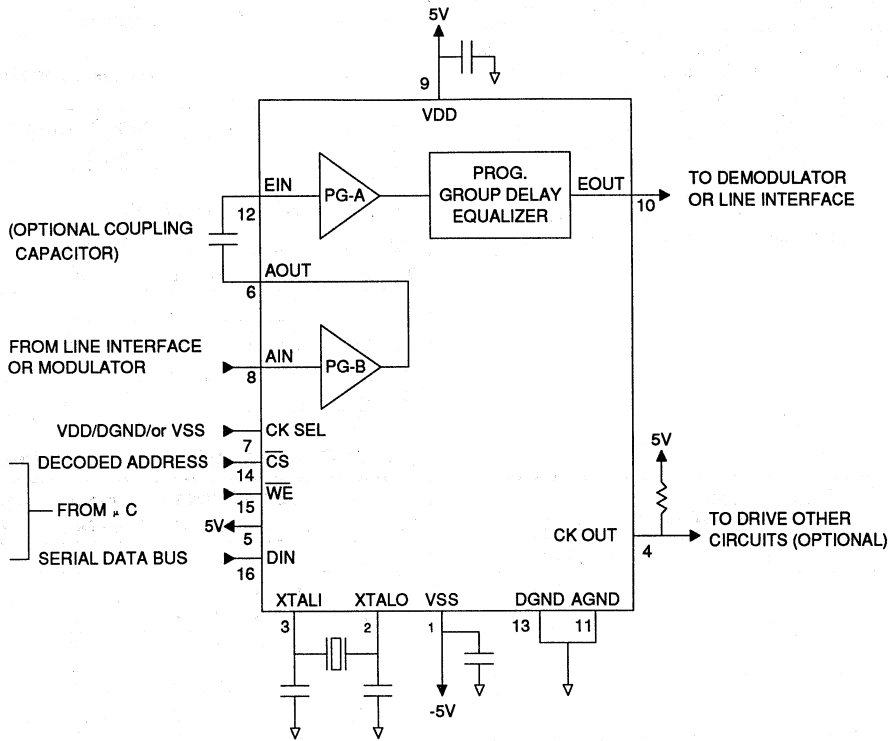 5V
9
VDD
EIN
12
PG-A
PROG.
GROUP DELAY
EQUALIZER
EOUT
10
TO DEMODULATOR
OR LINE INTERFACE
(OPTIONAL COUPLING
CAPACITOR)
AOUT
6
FROM LINE INTERFACE
OR MODULATOR
AIN
8
PG-B
VDD/DGND/or VSS
CK SEL
7
DECODED ADDRESS
CS
14
WE
15
FROM μ C
5V
5
SERIAL DATA BUS
DIN
16
5V
CK OUT
4
TO DRIVE OTHER
CIRCUITS (OPTIONAL)
XTALI
XTALO
VSS
DGND
AGND
3
2
1
13
11
-5V